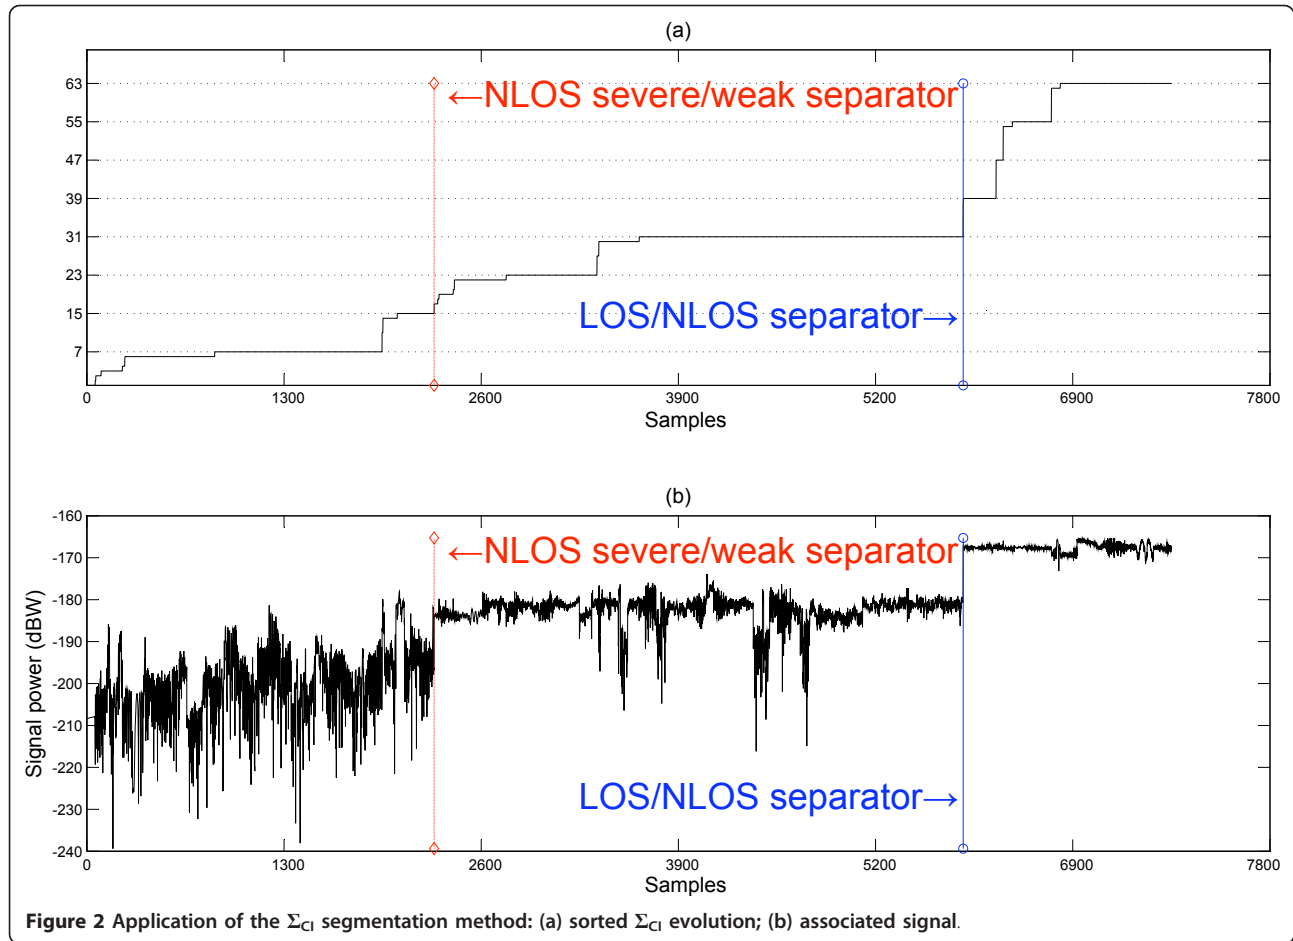 (a)
63
55
47
39
31
23
15
7
←NLOS severe/weak separator
LOS/NLOS separator→
0 1300 2600 3900 5200 6900 7800
Samples
(b)
-160
-170
-180
-190
-200
-210
-220
-230
-240
Signal power (dBW)
←NLOS severe/weak separator
LOS/NLOS separator→
0 1300 2600 3900 5200 6900 7800
Samples
Figure 2 Application of the ΣCI segmentation method: (a) sorted ΣCI evolution; (b) associated signal.